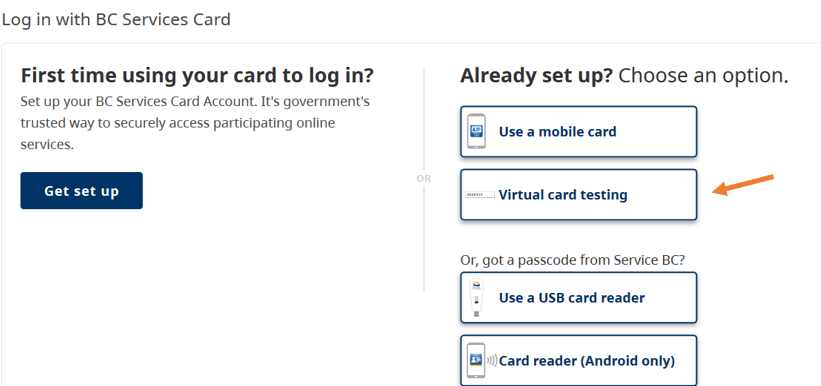 Log in with BC Services Card
First time using your card to log in?
Set up your BC Services Card Account. It's government's
trusted way to securely access participating online
services.
Get set up
OR
Already set up? Choose an option.
Use a mobile card
Virtual card testing
Or, got a passcode from Service BC?
Use a USB card reader
Card reader (Android only)